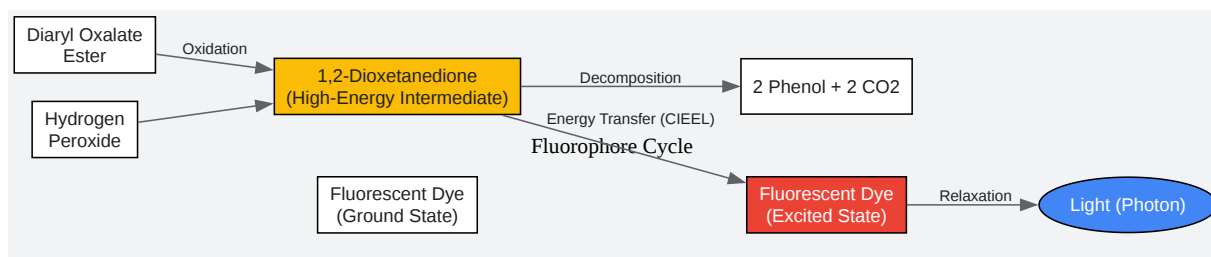 Diaryl Oxalate
Ester
Oxidation
Hydrogen
Peroxide
1,2-Dioxetanedione
(High-Energy Intermediate)
Decomposition
2 Phenol + 2 CO2
Energy Transfer (CIEEL)
Fluorophore Cycle
Fluorescent Dye
(Ground State)
Fluorescent Dye
(Excited State)
Relaxation
Light (Photon)